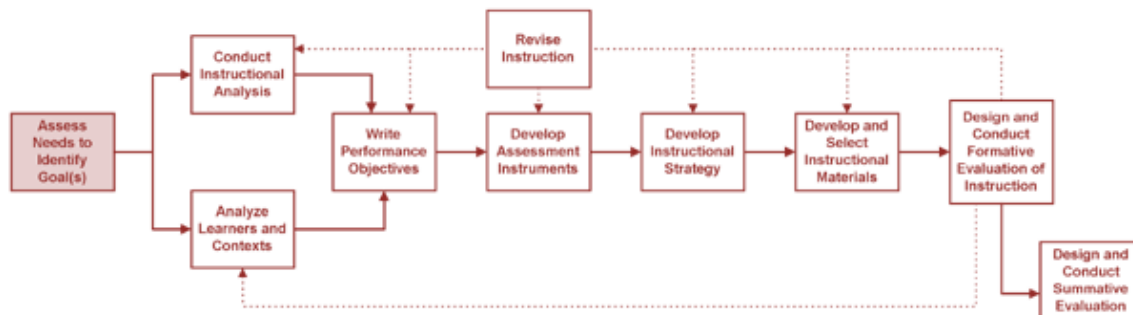 Assess
Needs to
Identify
Goal(s)
Conduct
Instructional
Analysis
Analyze
Learners and
Contexts
Revise
Instruction
Write
Performance
Objectives
Develop
Assessment
Instruments
Develop
Instructional
Strategy
Develop and
Select
Instructional
Materials
Design and
Conduct
Formative
Evaluation of
Instruction
Design and
Conduct
Summative
Evaluation